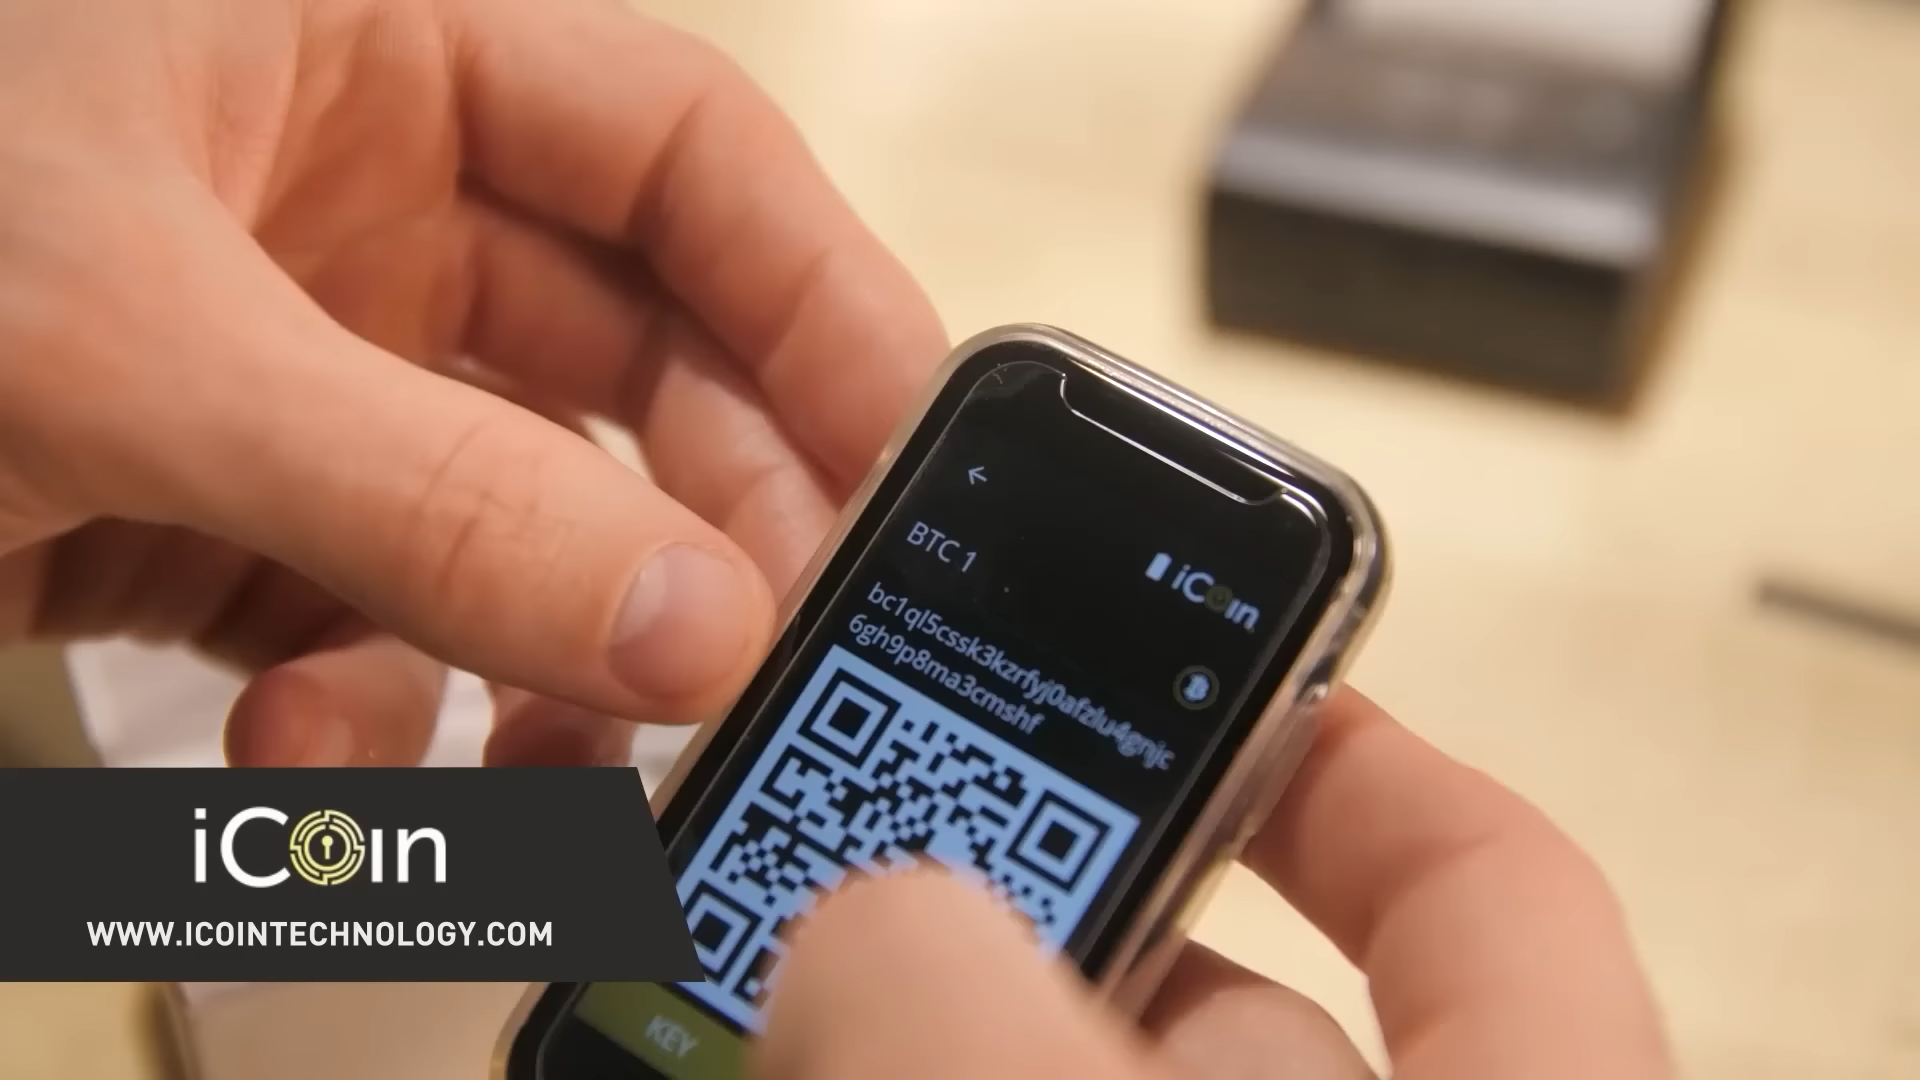 BTC 1
iCoin
bc1ql5cssk3kzrfyj0afzlu4gnjc
6gh9p8ma3cmshf
KEY
iCoin
WWW.ICOINTECHNOLOGY.COM